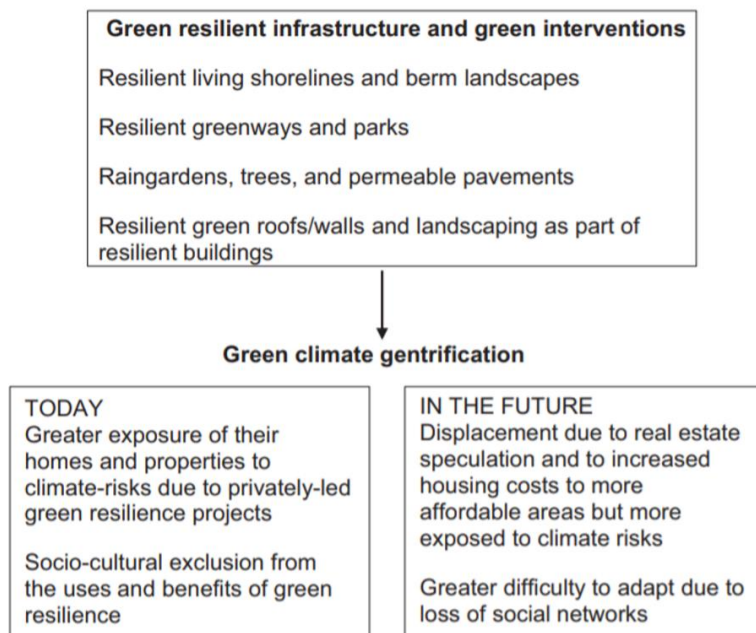 Green resilient infrastructure and green interventions
Resilient living shorelines and berm landscapes
Resilient greenways and parks
Raingardens, trees, and permeable pavements
Resilient green roofs/walls and landscaping as part of
resilient buildings
Green climate gentrification
TODAY
Greater exposure of their
homes and properties to
climate-risks due to privately-led
green resilience projects
Socio-cultural exclusion from
the uses and benefits of green
resilience
IN THE FUTURE
Displacement due to real estate
speculation and to increased
housing costs to more
affordable areas but more
exposed to climate risks
Greater difficulty to adapt due to
loss of social networks